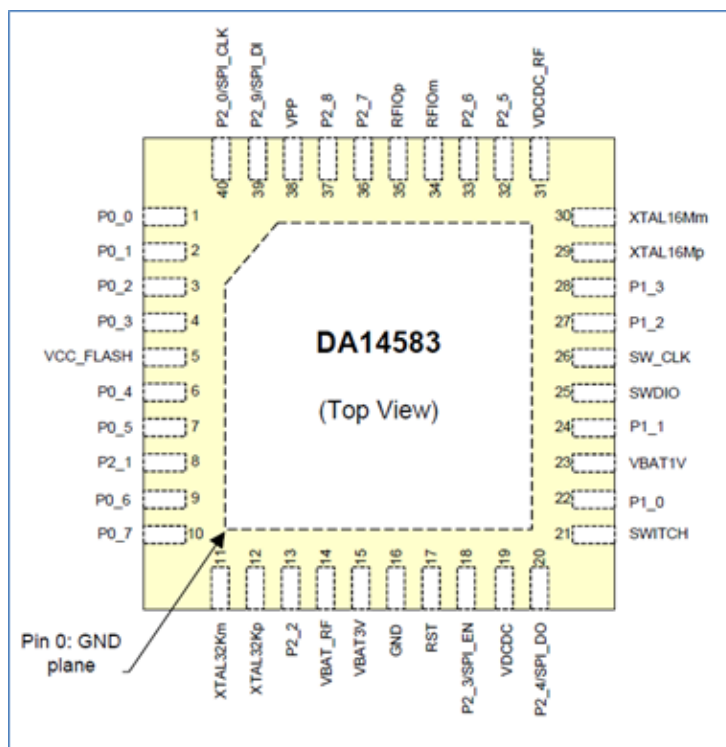 P2_0/SPI_CLK
P2_9/SPI_DI
VPP
P2_8
P2_7
RFIOp
RFIOm
P2_6
P2_5
VDCDC_RF
40
39
38
37
36
35
34
33
32
31
P0_0 1
P0_1 2
P0_2 3
P0_3 4
VCC_FLASH 5
P0_4 6
P0_5 7
P2_1 8
P0_6 9
P0_7 10
DA14583
(Top View)
30 XTAL16Mm
29 XTAL16Mp
28 P1_3
27 P1_2
26 SW_CLK
25 SWDIO
24 P1_1
23 VBAT1V
22 P1_0
21 SWITCH
11
12
13
14
15
16
17
18
19
20
XTAL32Km
XTAL32Kp
P2_2
VBAT_RF
VBAT3V
GND
RST
P2_3/SPI_EN
VDCDC
P2_4/SPI_DO
Pin 0: GND
plane